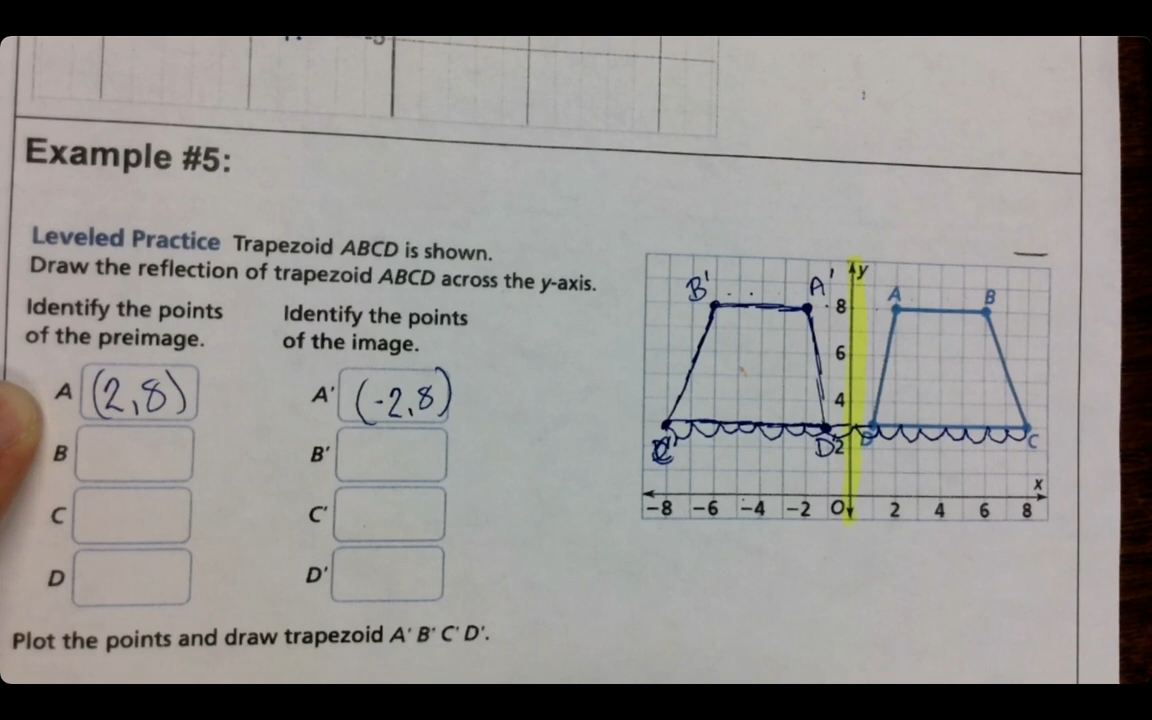 -5
Example #5:
Leveled Practice Trapezoid ABCD is shown.
Draw the reflection of trapezoid ABCD across the y-axis.
Identify the points
of the preimage.
Identify the points
of the image.
A (2,8)
A' (-2,8)
B
B'
C
C'
D
D'
Plot the points and draw trapezoid A' B' C' D'.
B' A' y
8 A B
6
4
C' D' 2 D C
x
-8 -6 -4 -2 O 2 4 6 8